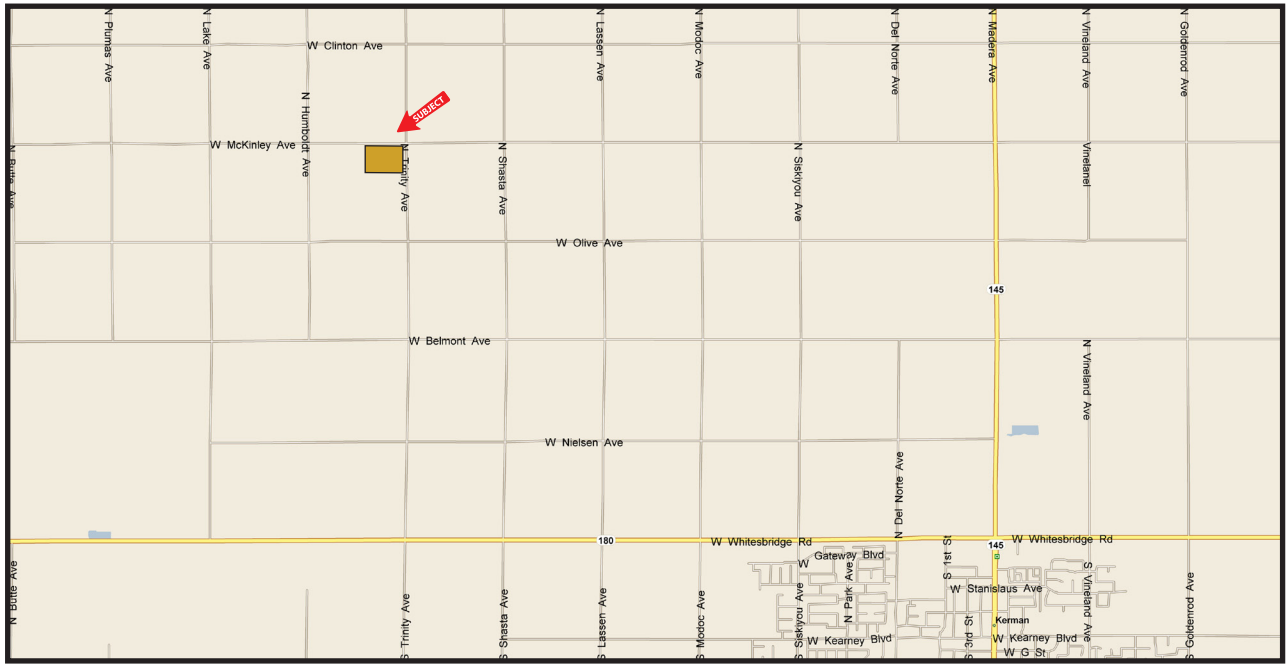 N Plumas Ave
N Lake Ave
W Clinton Ave
N Lassen Ave
N Modoc Ave
N Del Norte Ave
N Madera Ave
N Vineland Ave
N Goldenrod Ave
SUBJECT
N Humboldt Ave
W McKinley Ave
N Butte Ave
N Trinity Ave
N Shasta Ave
N Siskiyou Ave
Vinelanel
W Olive Ave
145
W Belmont Ave
N Vineland Ave
W Nielsen Ave
N Del Norte Ave
180
W Whitesbridge Rd
145
W Whitesbridge Rd
W Gateway Blvd
S 1st St
N Butte Ave
S Trinity Ave
S Shasta Ave
S Lassen Ave
S Modoc Ave
S Siskiyou Ave
N Park Ave
W Stanislaus Ave
S Vineland Ave
S Goldenrod Ave
S 3rd St
Kerman
W Kearney Blvd
W Kearney Blvd
W G St